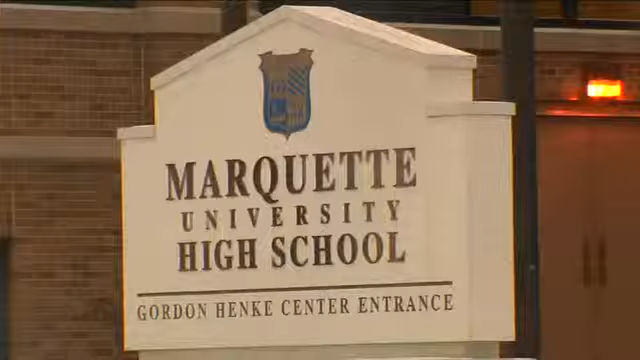 MARQUETTE
UNIVERSITY
HIGH SCHOOL
GORDON HENKE CENTER ENTRANCE